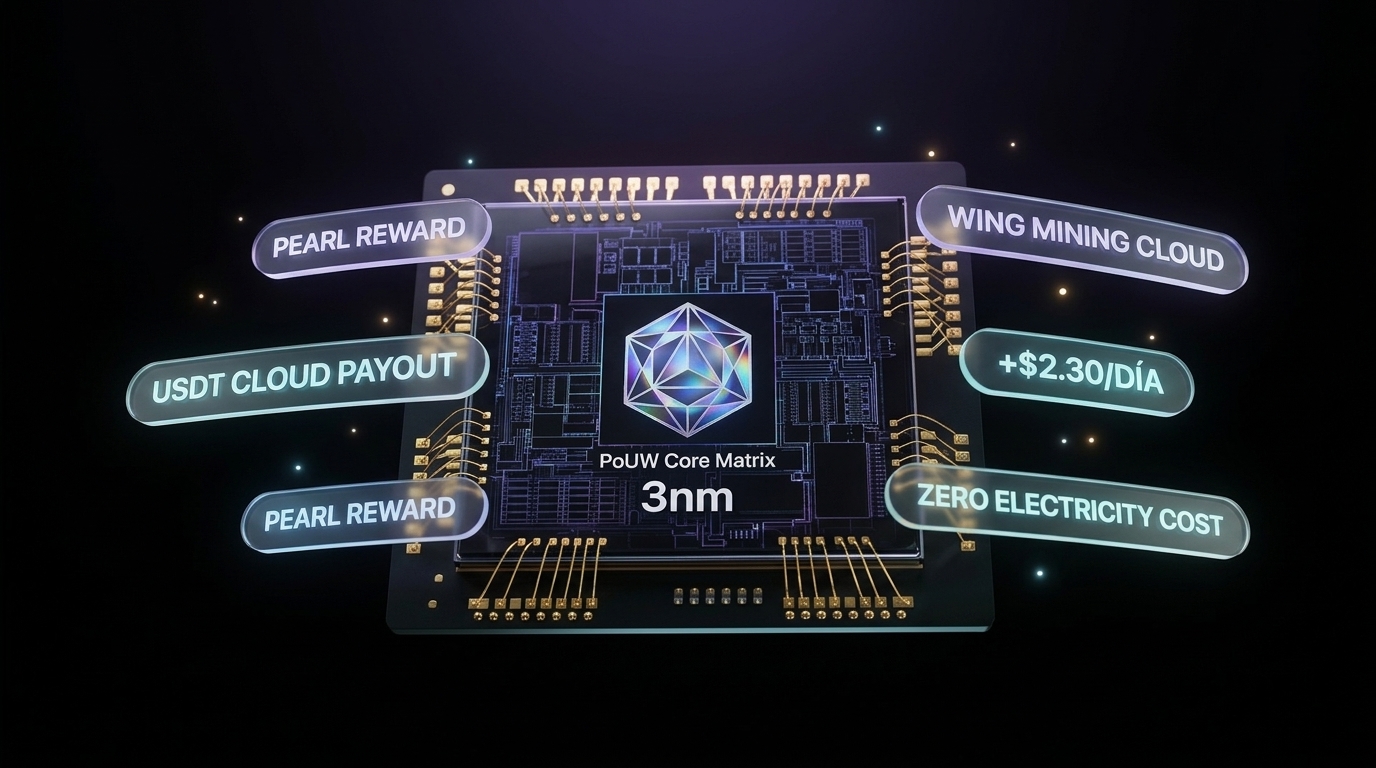 PEARL REWARD
WING MINING CLOUD
USDT CLOUD PAYOUT
+$2.30/DÍA
PoUW Core Matrix
3nm
PEARL REWARD
ZERO ELECTRICITY COST